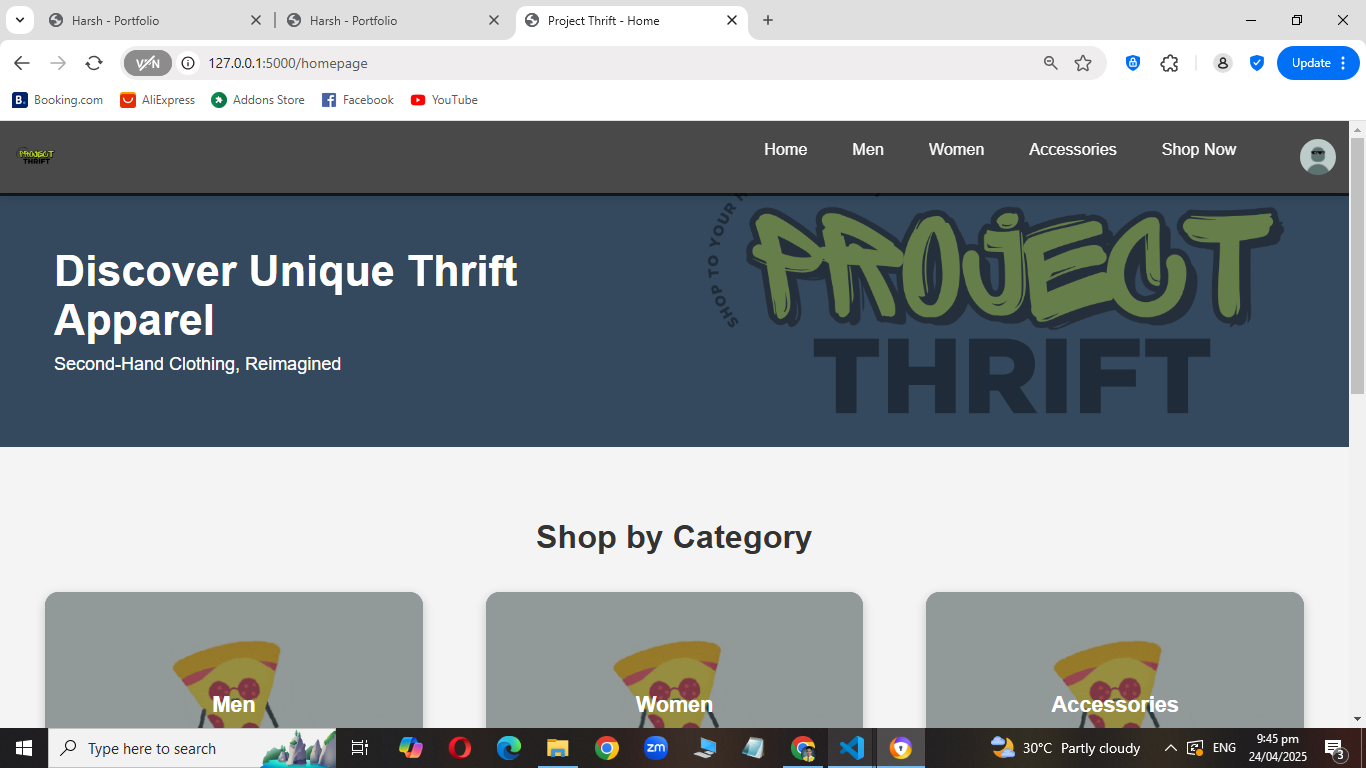 Harsh - Portfolio
Harsh - Portfolio
Project Thrift - Home
VPN
127.0.0.1:5000/homepage
Update
B.
Booking.com
AliExpress
Addons Store
Facebook
YouTube
PROJECT
THRIFT
Home
Men
Women
Accessories
Shop Now
SHOP TO YOUR
PROJECT
THRIFT
Discover Unique Thrift
Apparel
Second-Hand Clothing, Reimagined
Shop by Category
Men
Women
Accessories
Type here to search
zm
30°C Partly cloudy
ENG
9:45 pm
24/04/2025
3